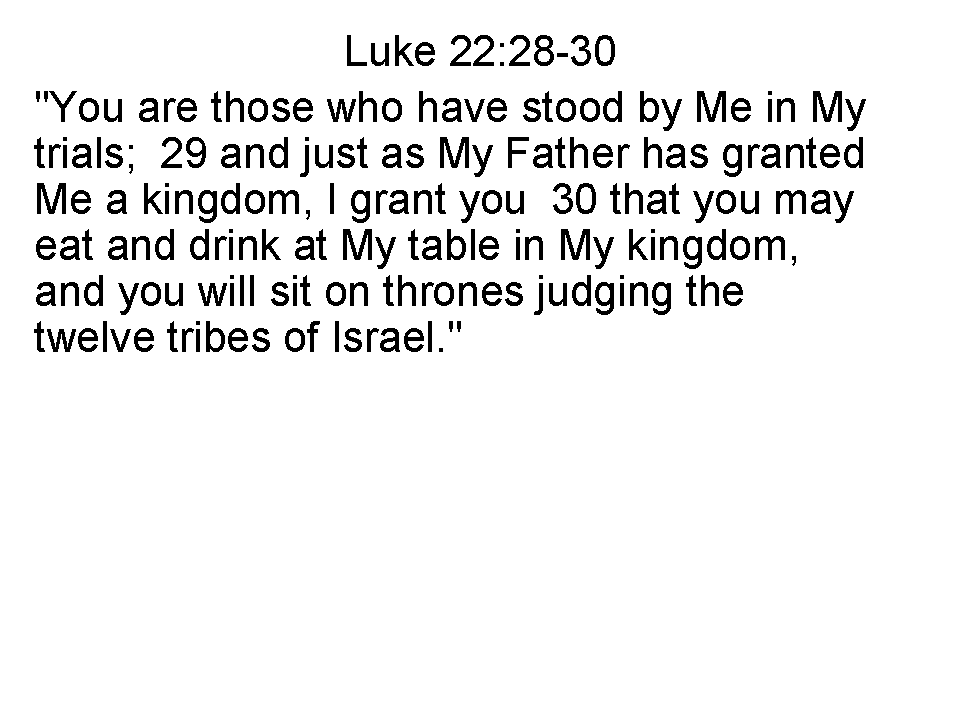 Luke 22:28-30
"You are those who have stood by Me in My
trials;  29 and just as My Father has granted
Me a kingdom, I grant you  30 that you may
eat and drink at My table in My kingdom,
and you will sit on thrones judging the
twelve tribes of Israel."